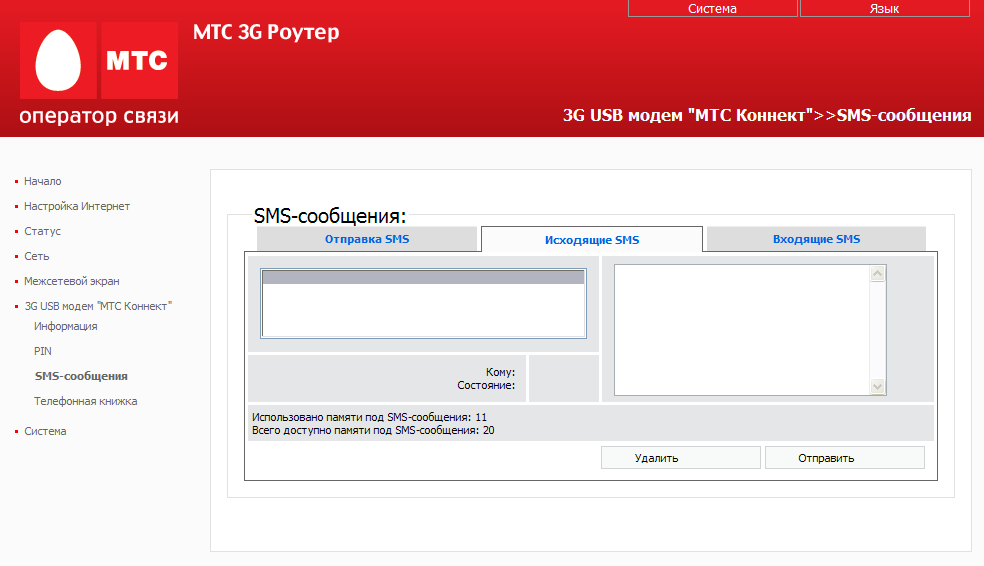 Система
Язык
МТС 3G Роутер
МТС
оператор связи
3G USB модем "МТС Коннект">>SMS-сообщения
Начало
Настройка Интернет
Статус
Сеть
Межсетевой экран
3G USB модем "МТС Коннект"
Информация
PIN
SMS-сообщения
Телефонная книжка
Система
SMS-сообщения:
Отправка SMS
Исходящие SMS
Входящие SMS
Кому:
Состояние:
Использовано памяти под SMS-сообщения: 11
Всего доступно памяти под SMS-сообщения: 20
Удалить
Отправить